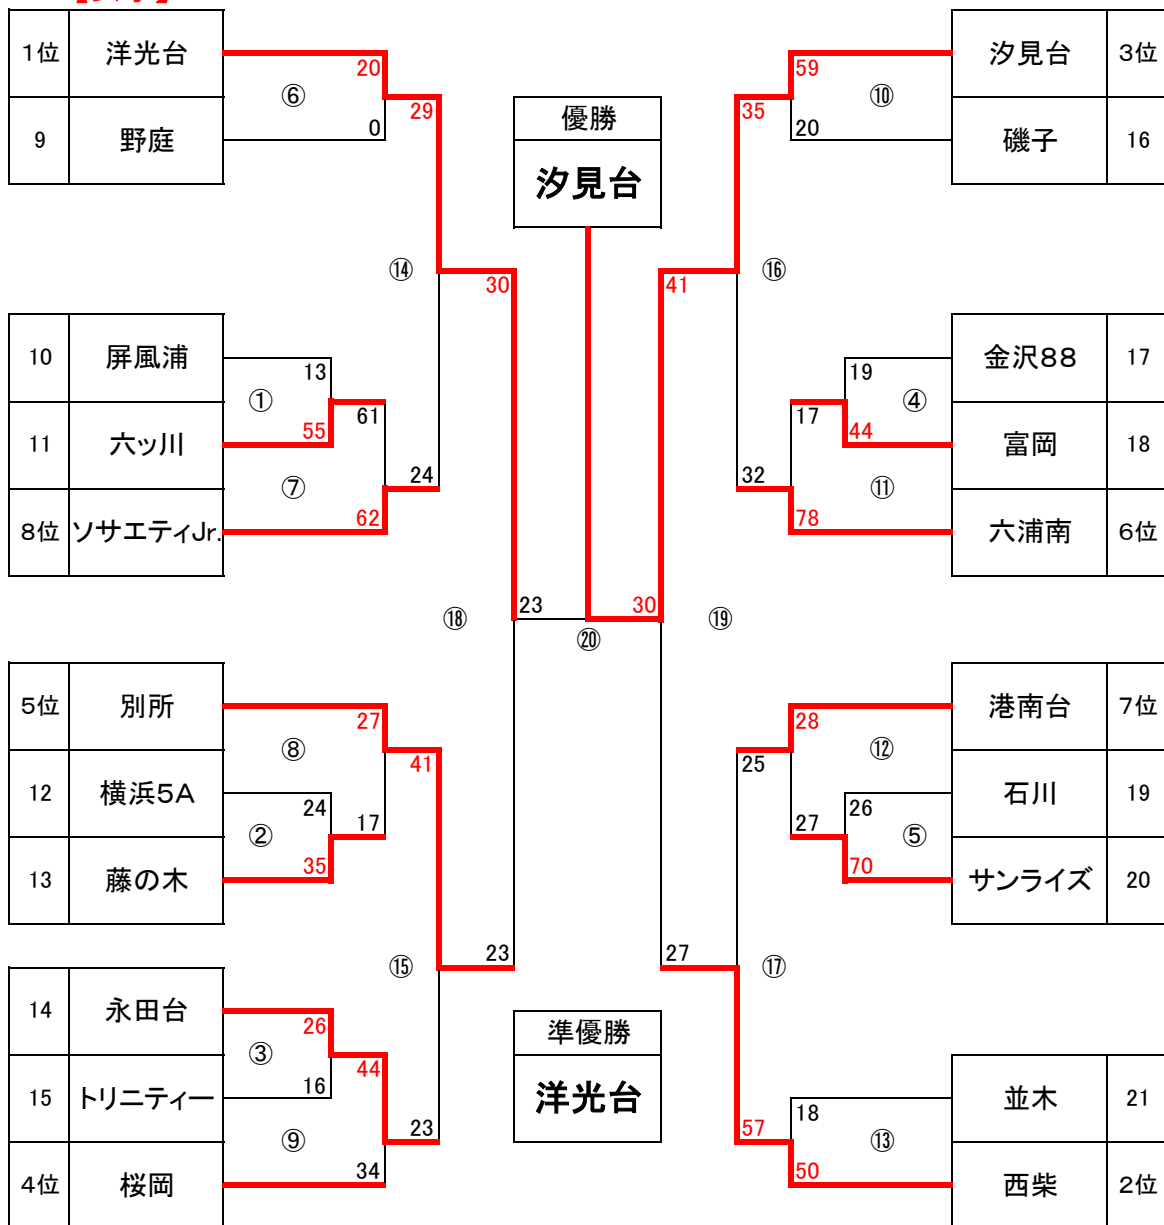 1位 洋光台
9 野庭
⑥
20
0
29
10 屏風浦
11 六ッ川
8位 ソサエティJr.
①
13
55
61
⑦
62
24
⑭
30
5位 別所
12 横浜5A
13 藤の木
⑧
27
②
24
35
17
41
14 永田台
15 トリニティー
4位 桜岡
③
26
16
44
⑨
34
23
⑮
23
⑱
23
優勝
汐見台
⑳
30
準優勝
洋光台
汐見台 3位
磯子 16
⑩
59
20
35
金沢88 17
富岡 18
六浦南 6位
④
19
44
17
⑪
78
32
⑯
41
⑲
港南台 7位
石川 19
サンライズ 20
⑫
28
⑤
26
70
27
25
並木 21
西柴 2位
⑬
18
50
57
⑰
27